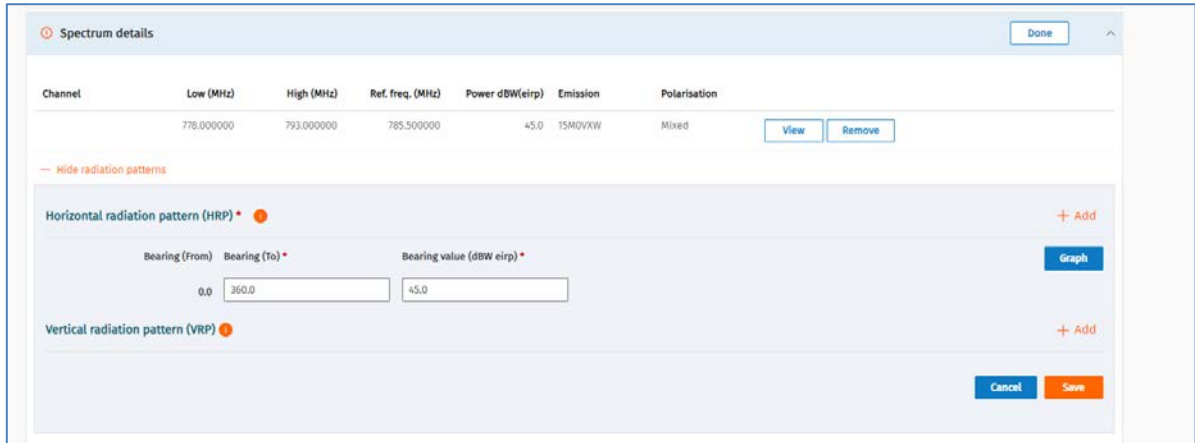 Spectrum details Done
Channel Low (MHz) High (MHz) Ref. freq. (MHz) Power dBW(eirp) Emission Polarisation
778.000000 793.000000 785.500000 45.0 15M0VXW Mixed View Remove
— Hide radiation patterns
Horizontal radiation pattern (HRP) * + Add
Bearing (From) Bearing (To) * Bearing value (dBW eirp) * Graph
0.0 360.0 45.0
Vertical radiation pattern (VRP) + Add
Cancel Save